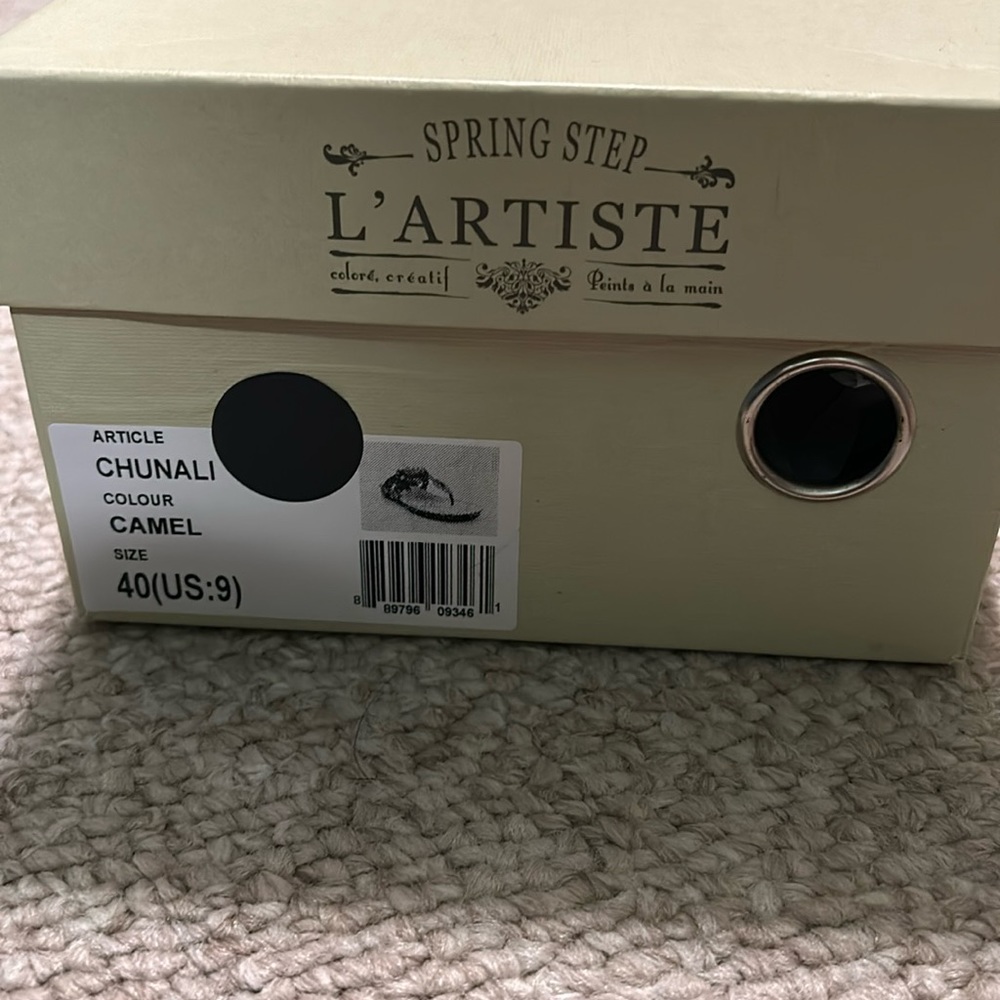 SPRING STEP
L'ARTISTE
coloré, créatif Peints à la main
ARTICLE
CHUNALI
COLOUR
CAMEL
SIZE
40(US:9)
8 89796 09346 1